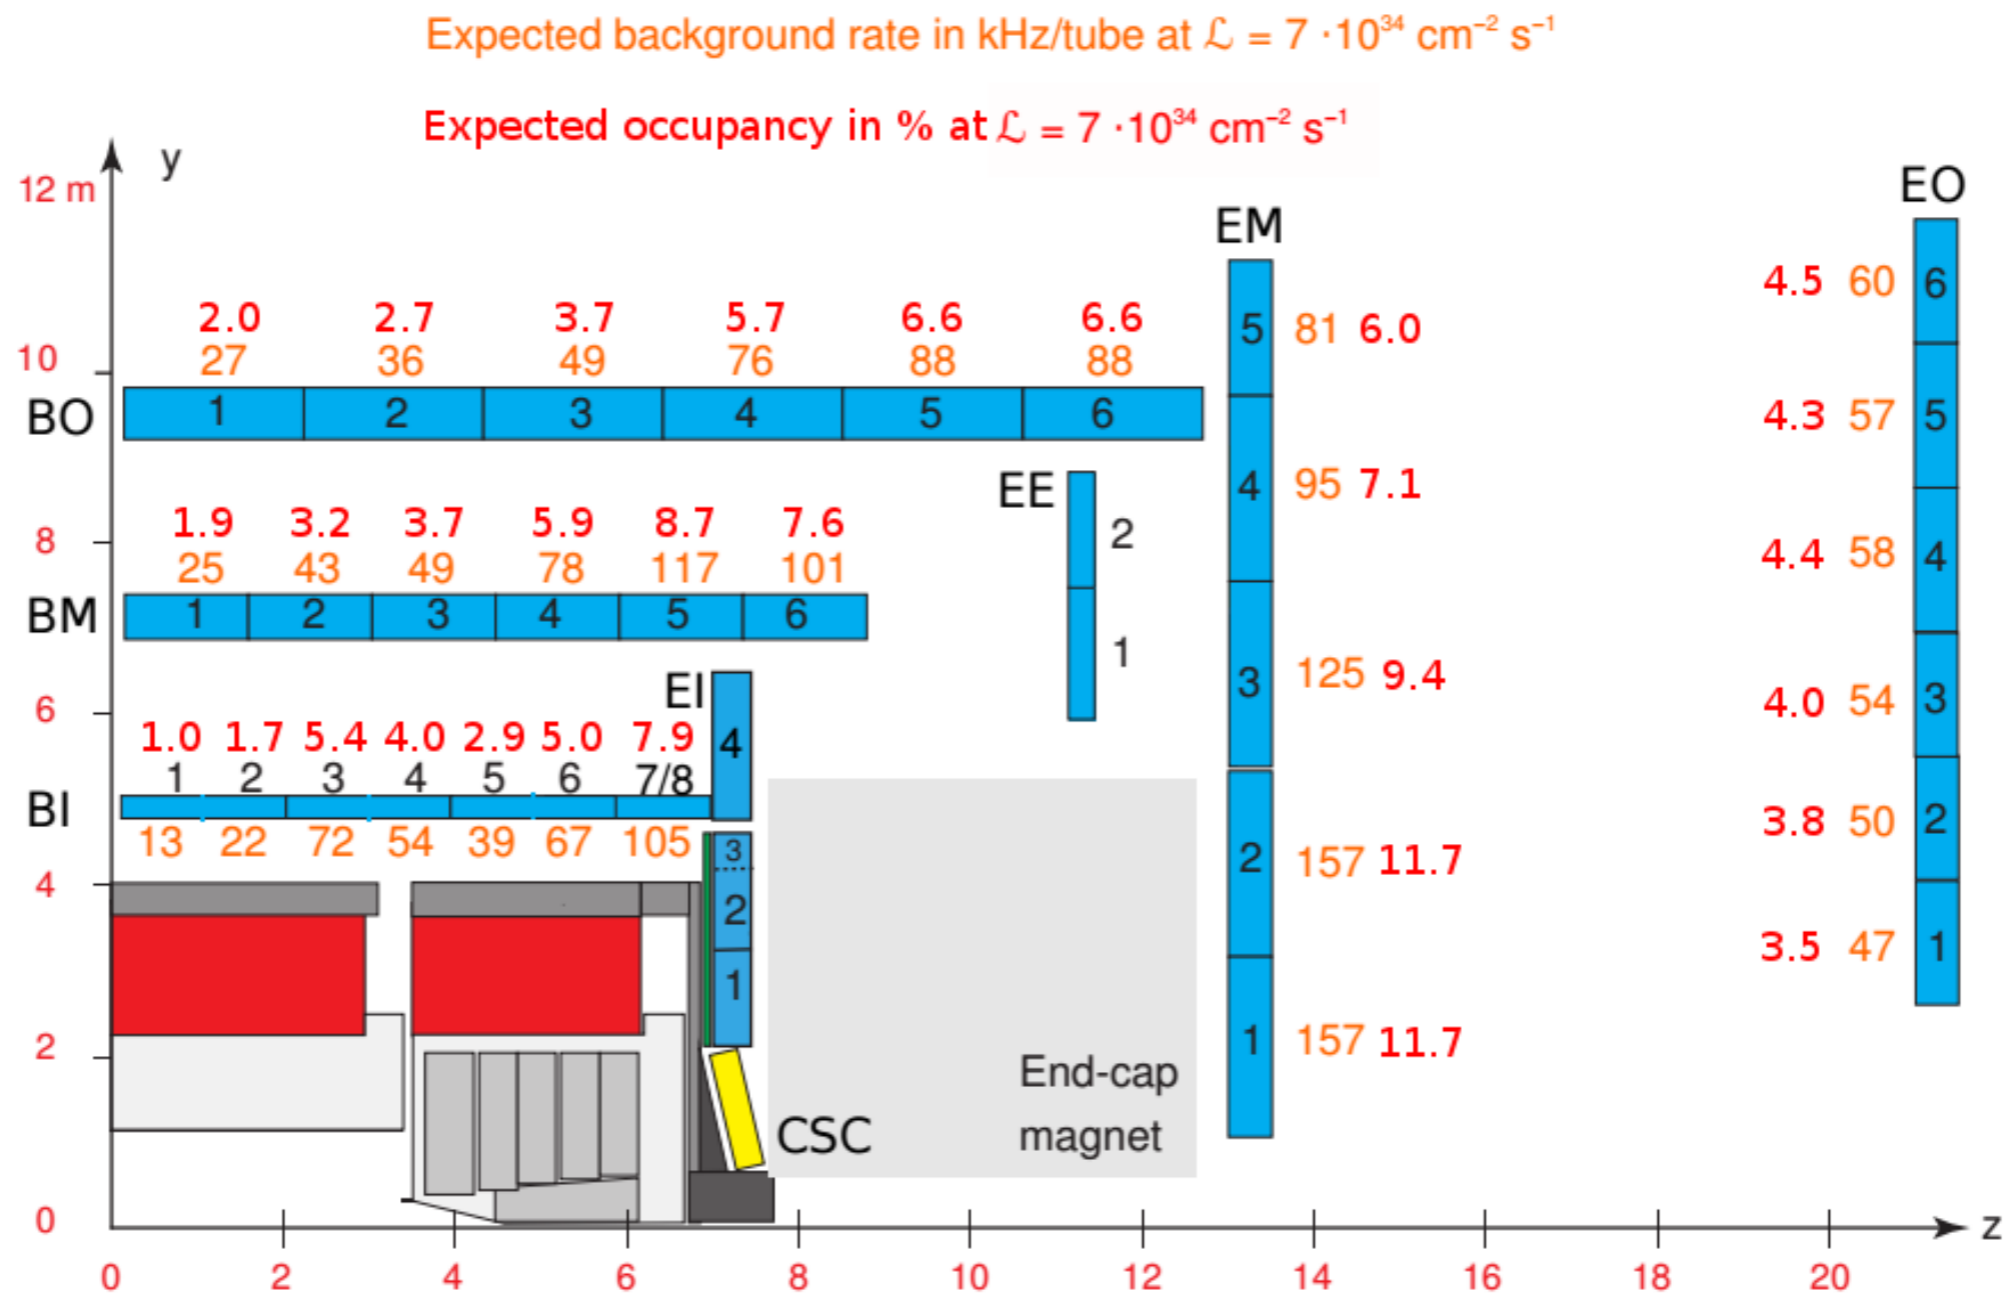 Expected background rate in kHz/tube at ℒ = 7 ·10³⁴ cm⁻² s⁻¹
Expected occupancy in % at ℒ = 7 ·10³⁴ cm⁻² s⁻¹
y
12 m
10
8
6
4
2
0
BO
2.0 2.7 3.7 5.7 6.6 6.6
27 36 49 76 88 88
1 2 3 4 5 6
BM
1.9 3.2 3.7 5.9 8.7 7.6
25 43 49 78 117 101
1 2 3 4 5 6
BI
1.0 1.7 5.4 4.0 2.9 5.0 7.9
1 2 3 4 5 6 7/8
13 22 72 54 39 67 105
EI
4
3
2
1
CSC
End-cap
magnet
EE
2
1
EM
5 81 6.0
4 95 7.1
3 125 9.4
2 157 11.7
1 157 11.7
EO
4.5 60 6
4.3 57 5
4.4 58 4
4.0 54 3
3.8 50 2
3.5 47 1
z
0 2 4 6 8 10 12 14 16 18 20